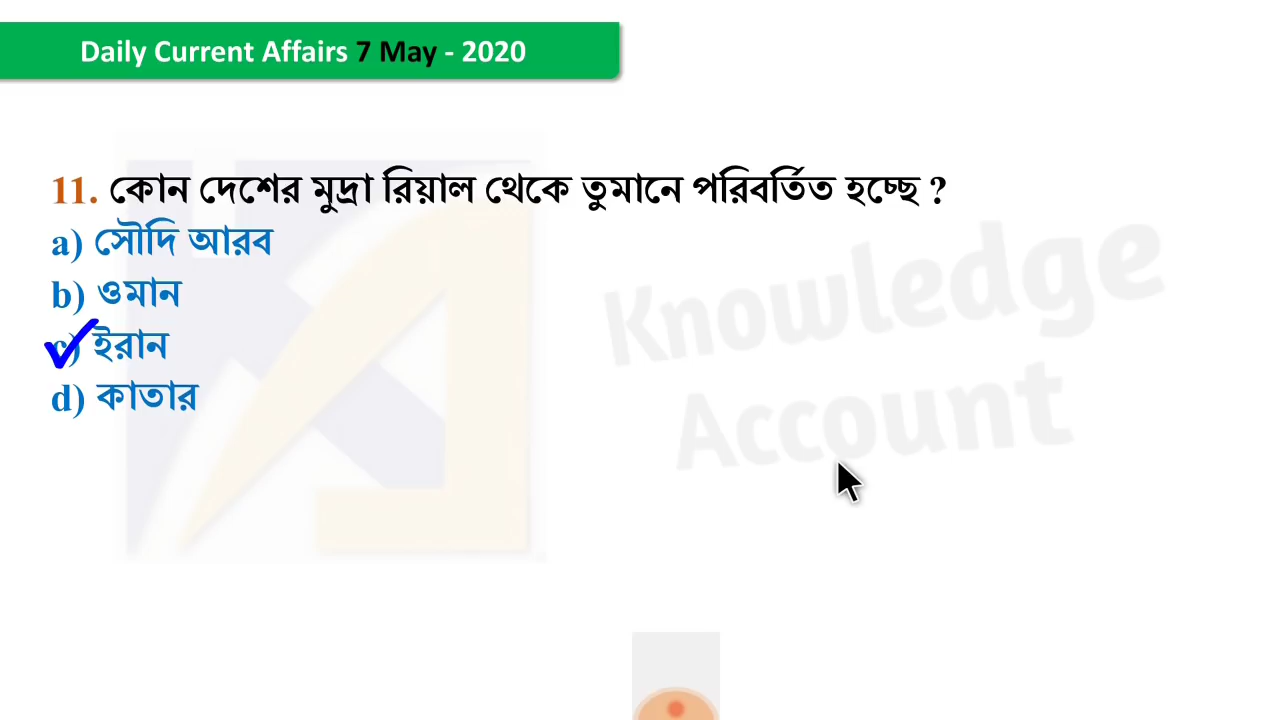 Daily Current Affairs 7 May - 2020
11. কোন দেশের মুদ্রা রিয়াল থেকে তুমানে পরিবর্তিত হচ্ছে ?
a) সৌদি আরব
b) ওমান
c) ইরান
d) কাতার
Knowledge
Account